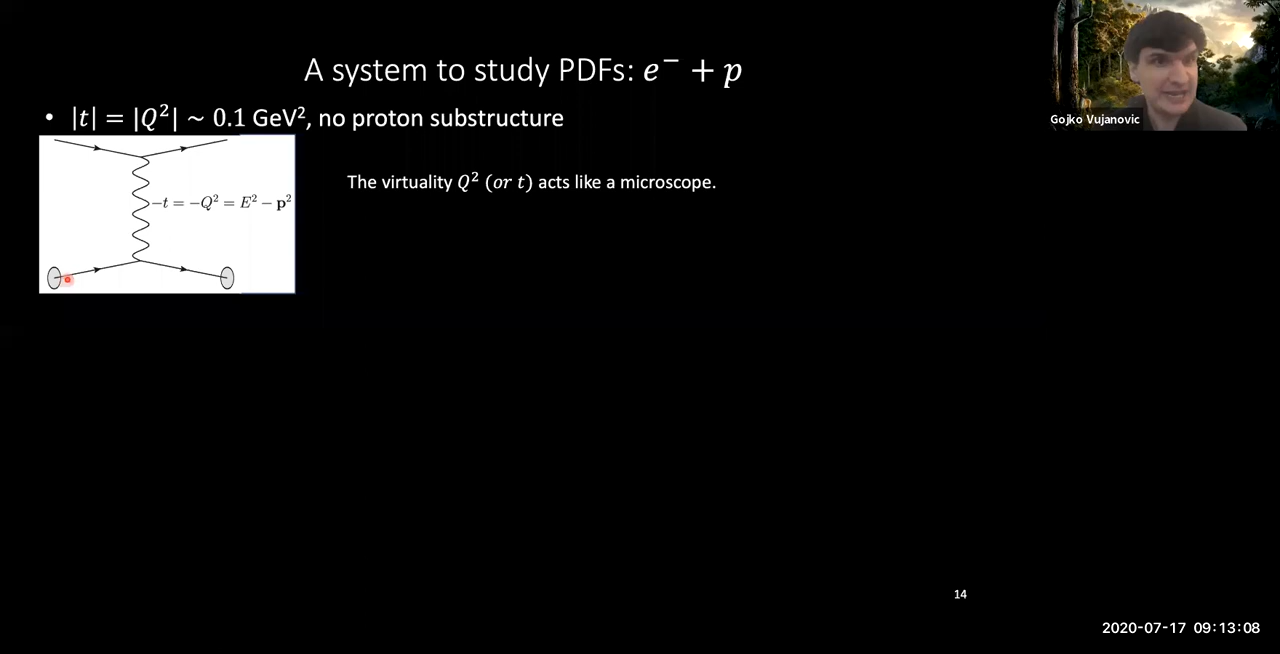 A system to study PDFs: e⁻ + p
• |t| = |Q²| ~ 0.1 GeV², no proton substructure
Gojko Vujanovic
The virtuality Q² (or t) acts like a microscope.
−t = −Q² = E² − p²
14
2020-07-17 09:13:08